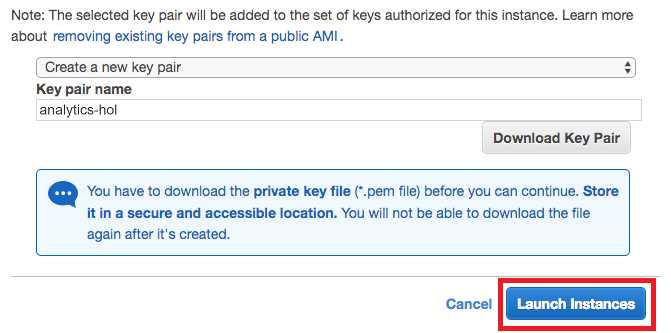 Note: The selected key pair will be added to the set of keys authorized for this instance. Learn more
about removing existing key pairs from a public AMI .
Create a new key pair
Key pair name
analytics-hol
Download Key Pair
You have to download the private key file (*.pem file) before you can continue. Store
it in a secure and accessible location. You will not be able to download the file
again after it's created.
Cancel Launch Instances